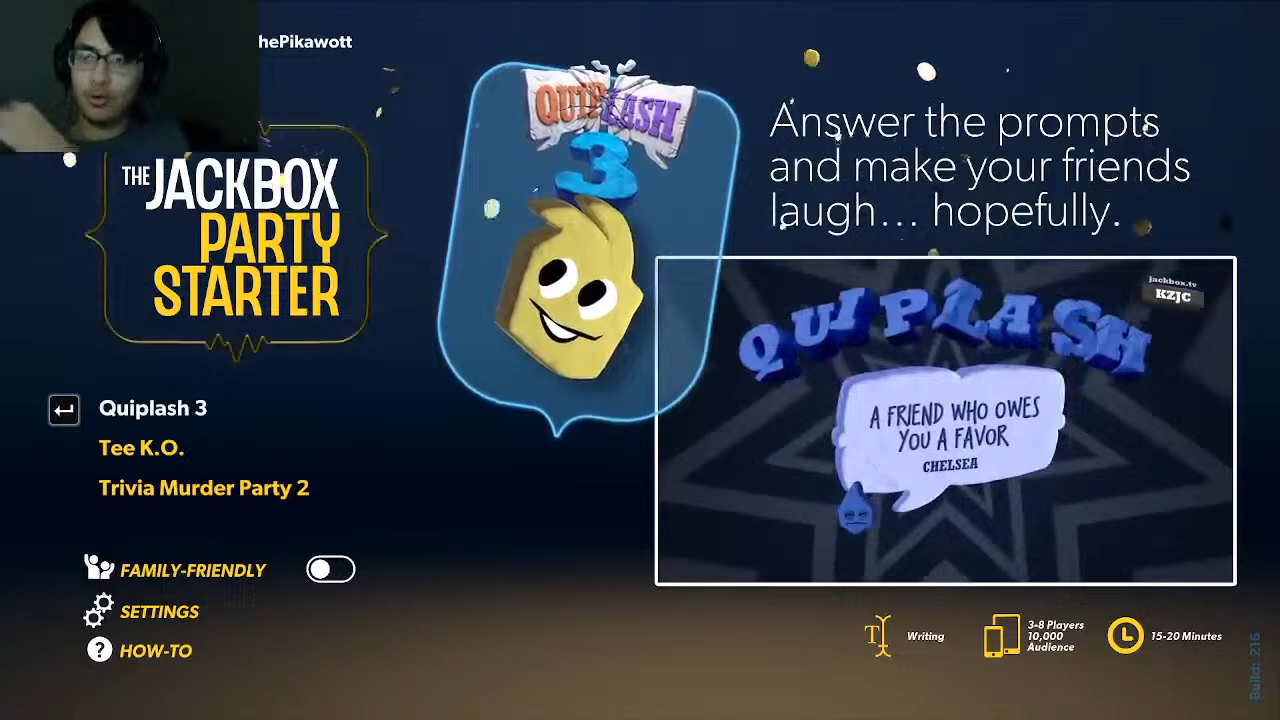 hePikawott
THE JACKBOX
PARTY
STARTER
QUIPLASH
3
Answer the prompts
and make your friends
laugh... hopefully.
jackbox.tv
KZJC
QUIPLASH
A FRIEND WHO OWES
YOU A FAVOR
CHELSEA
Quiplash 3
Tee K.O.
Trivia Murder Party 2
FAMILY-FRIENDLY
SETTINGS
? HOW-TO
Writing
3-8 Players
10,000
Audience
15-20 Minutes
Build: 216